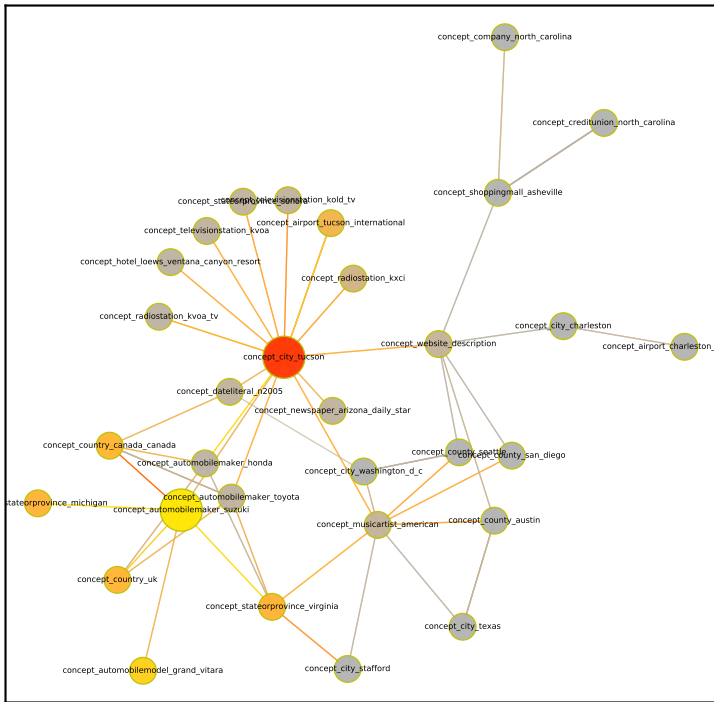 concept_company_north_carolina
concept_creditunion_north_carolina
concept_shoppingmall_asheville
concept_stateorprovince_sonora
concept_televisionstation_kold_tv
concept_airport_tucson_international
concept_televisionstation_kvoa
concept_hotel_loews_ventana_canyon_resort
concept_radiostation_kxci
concept_radiostation_kvoa_tv
concept_city_charleston
concept_website_description
concept_airport_charleston_
concept_city_tucson
concept_dateliteral_n2005
concept_newspaper_arizona_daily_star
concept_country_canada_canada
concept_county_seattle
concept_county_san_diego
concept_automobilemaker_honda
concept_city_washington_d_c
concept_automobilemaker_toyota
stateorprovince_michigan
concept_automobilemaker_suzuki
concept_musicartist_american
concept_county_austin
concept_country_uk
concept_stateorprovince_virginia
concept_city_texas
concept_automobilemodel_grand_vitara
concept_city_stafford